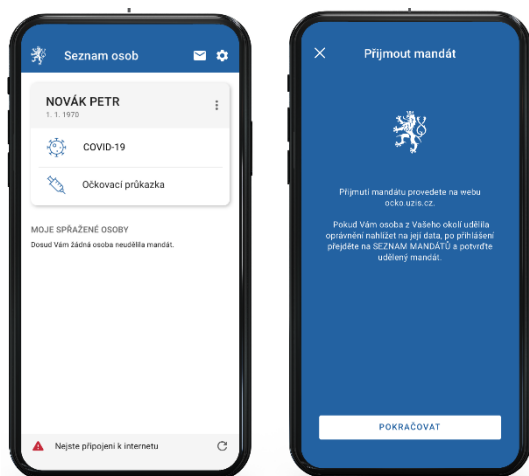 Seznam osob
NOVÁK PETR
1. 1. 1970
COVID-19
Očkovací průkazka
MOJE SPŘAŽENÉ OSOBY
Dosud Vám žádná osoba neudělila mandát.
Nejste připojeni k internetu
Přijmout mandát
Přijmutí mandátu provedete na webu
ocko.uzis.cz.
Pokud Vám osoba z Vašeho okolí udělila
oprávnění nahlížet na její data, po přihlášení
přejděte na SEZNAM MANDÁTŮ a potvrďte
udělený mandát.
POKRAČOVAT